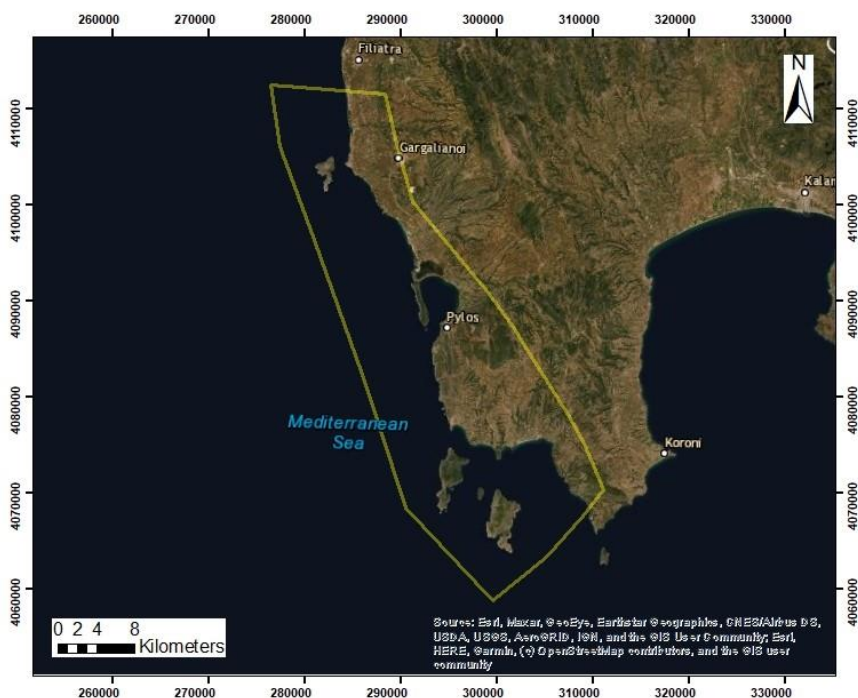 260000 270000 280000 290000 300000 310000 320000 330000
Filiatra
N
4110000 4110000
Gargalianoi
Kalam
4100000 4100000
4090000 4090000
Pylos
4080000 4080000
Mediterranean
Sea
Koroni
4070000 4070000
4060000 4060000
0 2 4 8
Kilometers
Source: Esri, Maxar, GeoEye, Earthstar Geographics, CNES/Airbus DS,
USDA, USGS, AeroGRID, IGN, and the GIS User Community; Esri,
HERE, Garmin, (c) OpenStreetMap contributors, and the GIS user
community
260000 270000 280000 290000 300000 310000 320000 330000